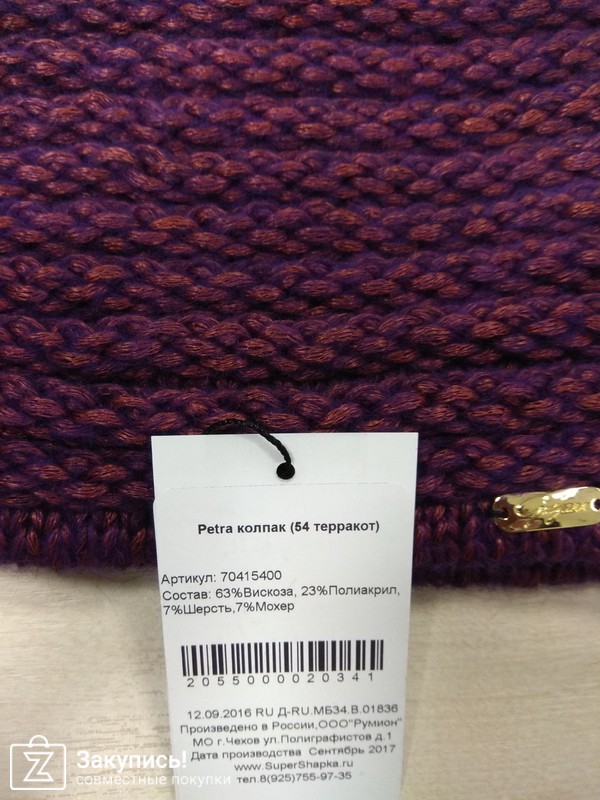 Petra колпак (54 терракот)
Артикул: 70415400
Состав: 63%Вискоза, 23%Полиакрил,
7%Шерсть,7%Мохер
2055000020341
12.09.2016 RU Д-RU.МБ34.В.01836
Произведено в России,ООО"Румион"
МО г.Чехов ул.Полиграфистов д.1
Дата производства Сентябрь 2017
www.SuperShapka.ru
тел.8(925)755-97-35
Закупись!
совместные покупки